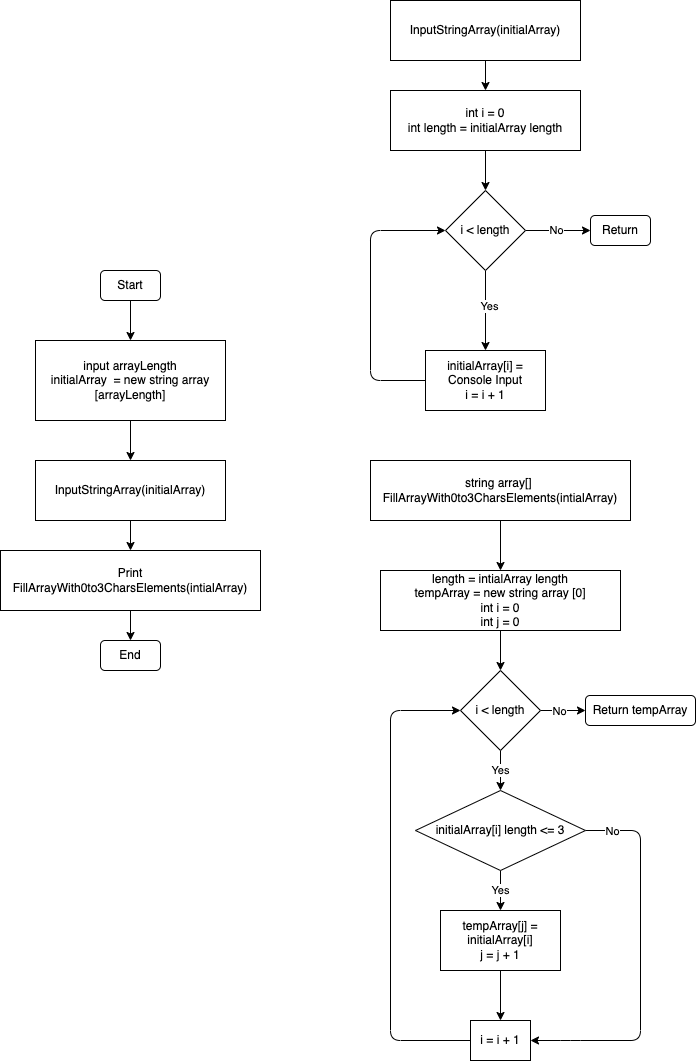 Start
input arrayLength
initialArray  = new string array
[arrayLength]
InputStringArray(initialArray)
Print
FillArrayWith0to3CharsElements(intialArray)
End
InputStringArray(initialArray)
int i = 0
int length = initialArray length
i < length
No
Return
Yes
initialArray[i] =
Console Input
i = i + 1
string array[]
FillArrayWith0to3CharsElements(intialArray)
length = intialArray length
tempArray = new string array [0]
int i = 0
int j = 0
i < length
No
Return tempArray
Yes
initialArray[i] length <= 3
No
Yes
tempArray[j] =
initialArray[i]
j = j + 1
i = i + 1